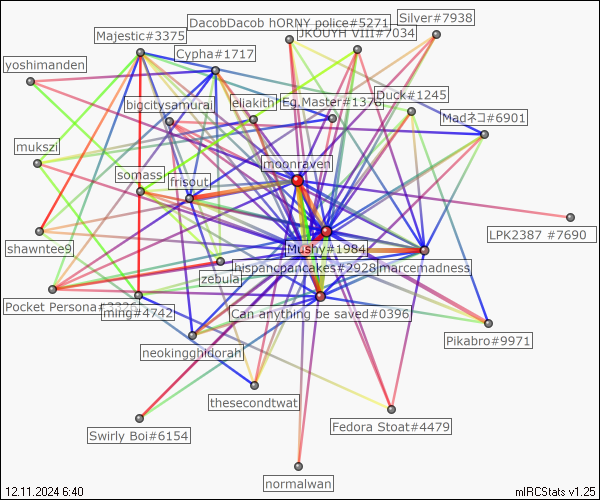 DacobDacob hORNY police#5271
Silver#7938
JKOUYH VIII#7034
Majestic#3375
Cypha#1717
yoshimanden
bigcitysamurai
eliakith
Eg.Master#1373
Duck#1245
Madネコ#6901
mukszi
moonraven
somass
frisout
LPK2387 #7690
shawntee9
Mushy#1984
zebula
hispancpancakes#2928
marcemadness
Pocket Persona#
ming#4742
Can anything be saved#0396
neokingghidorah
Pikabro#9971
thesecondtwat
Fedora Stoat#4479
Swirly Boi#6154
normalwan
12.11.2024 6:40
mIRCStats v1.25